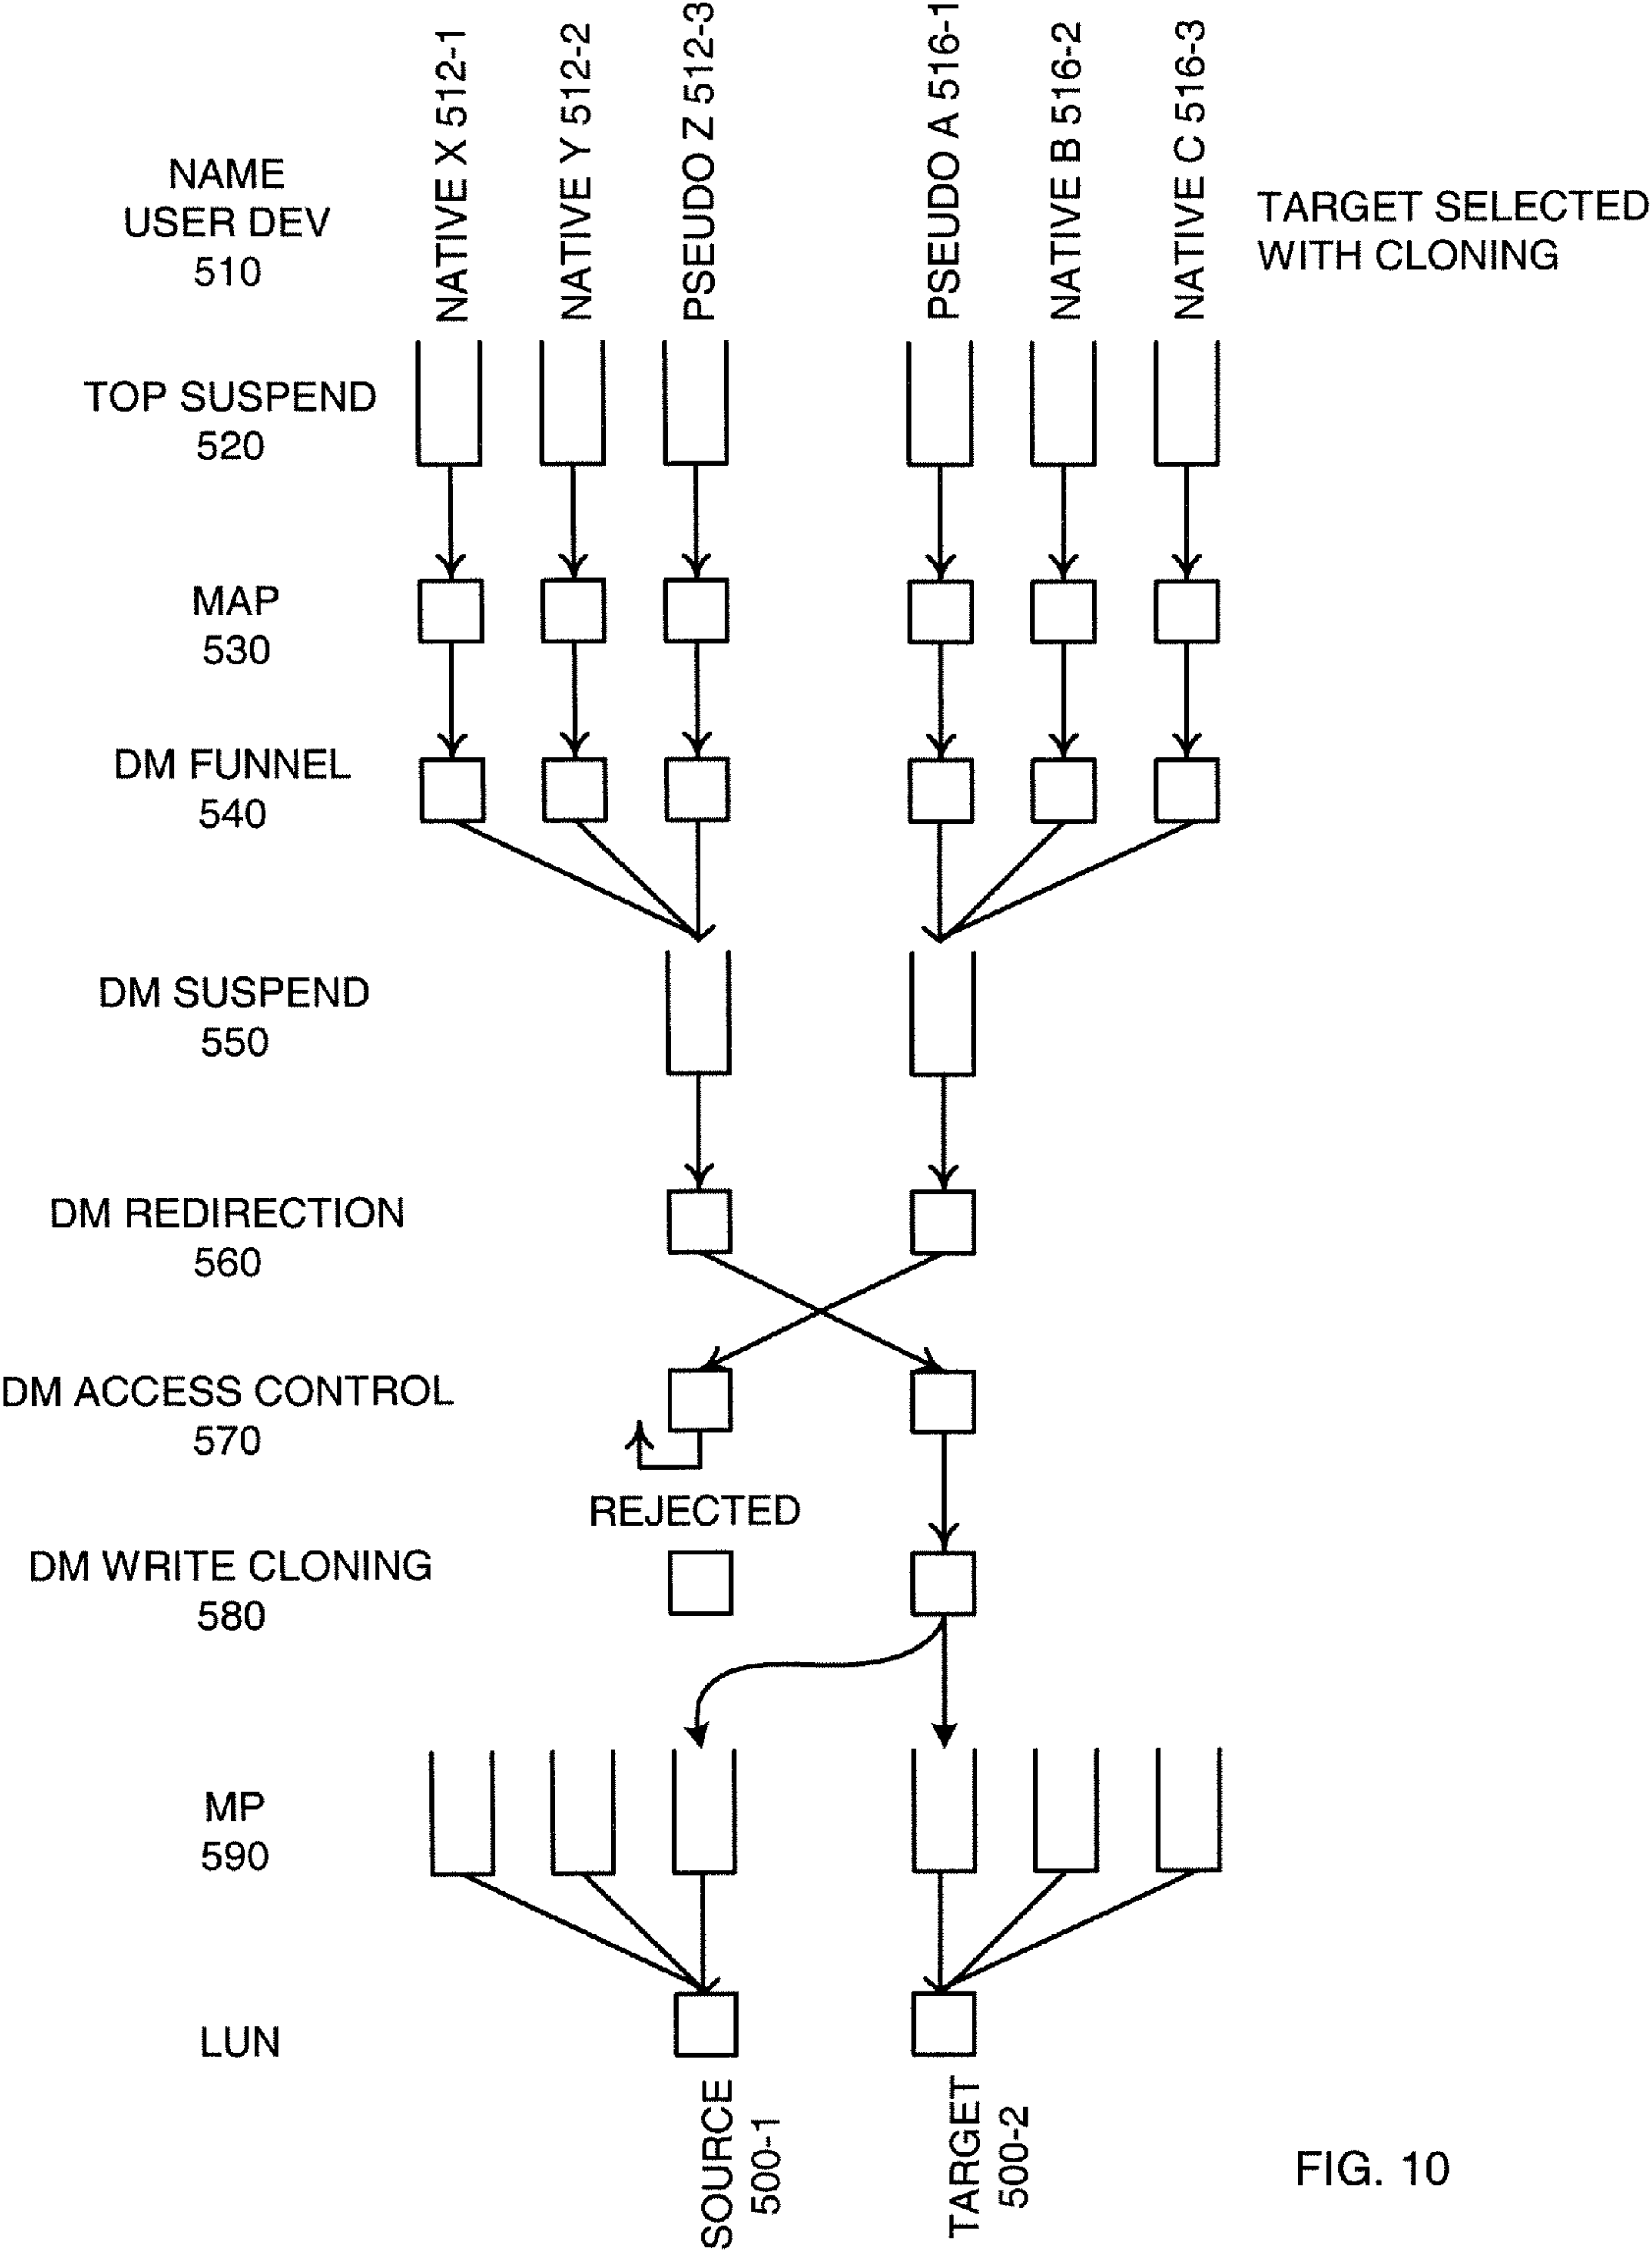 NATIVE X 512-1
NATIVE Y 512-2
PSEUDO Z 512-3
PSEUDO A 516-1
NATIVE B 516-2
NATIVE C 516-3
NAME
USER DEV
510
TARGET SELECTED
WITH CLONING
TOP SUSPEND
520
MAP
530
DM FUNNEL
540
DM SUSPEND
550
DM REDIRECTION
560
DM ACCESS CONTROL
570
REJECTED
DM WRITE CLONING
580
MP
590
LUN
SOURCE
500-1
TARGET
500-2
FIG. 10